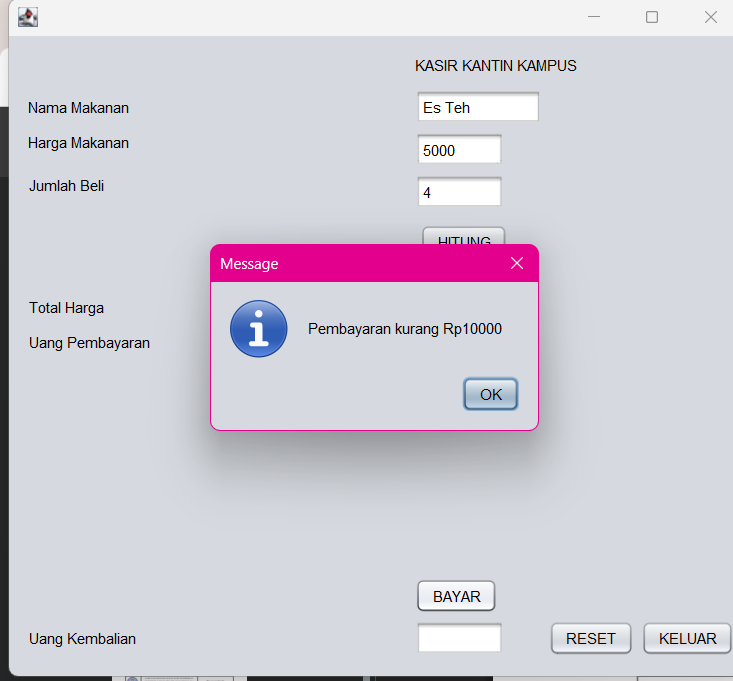 KASIR KANTIN KAMPUS
Nama Makanan
Es Teh
Harga Makanan
5000
Jumlah Beli
4
HITUNG
Message
Total Harga
Pembayaran kurang Rp10000
Uang Pembayaran
OK
BAYAR
Uang Kembalian
RESET
KELUAR